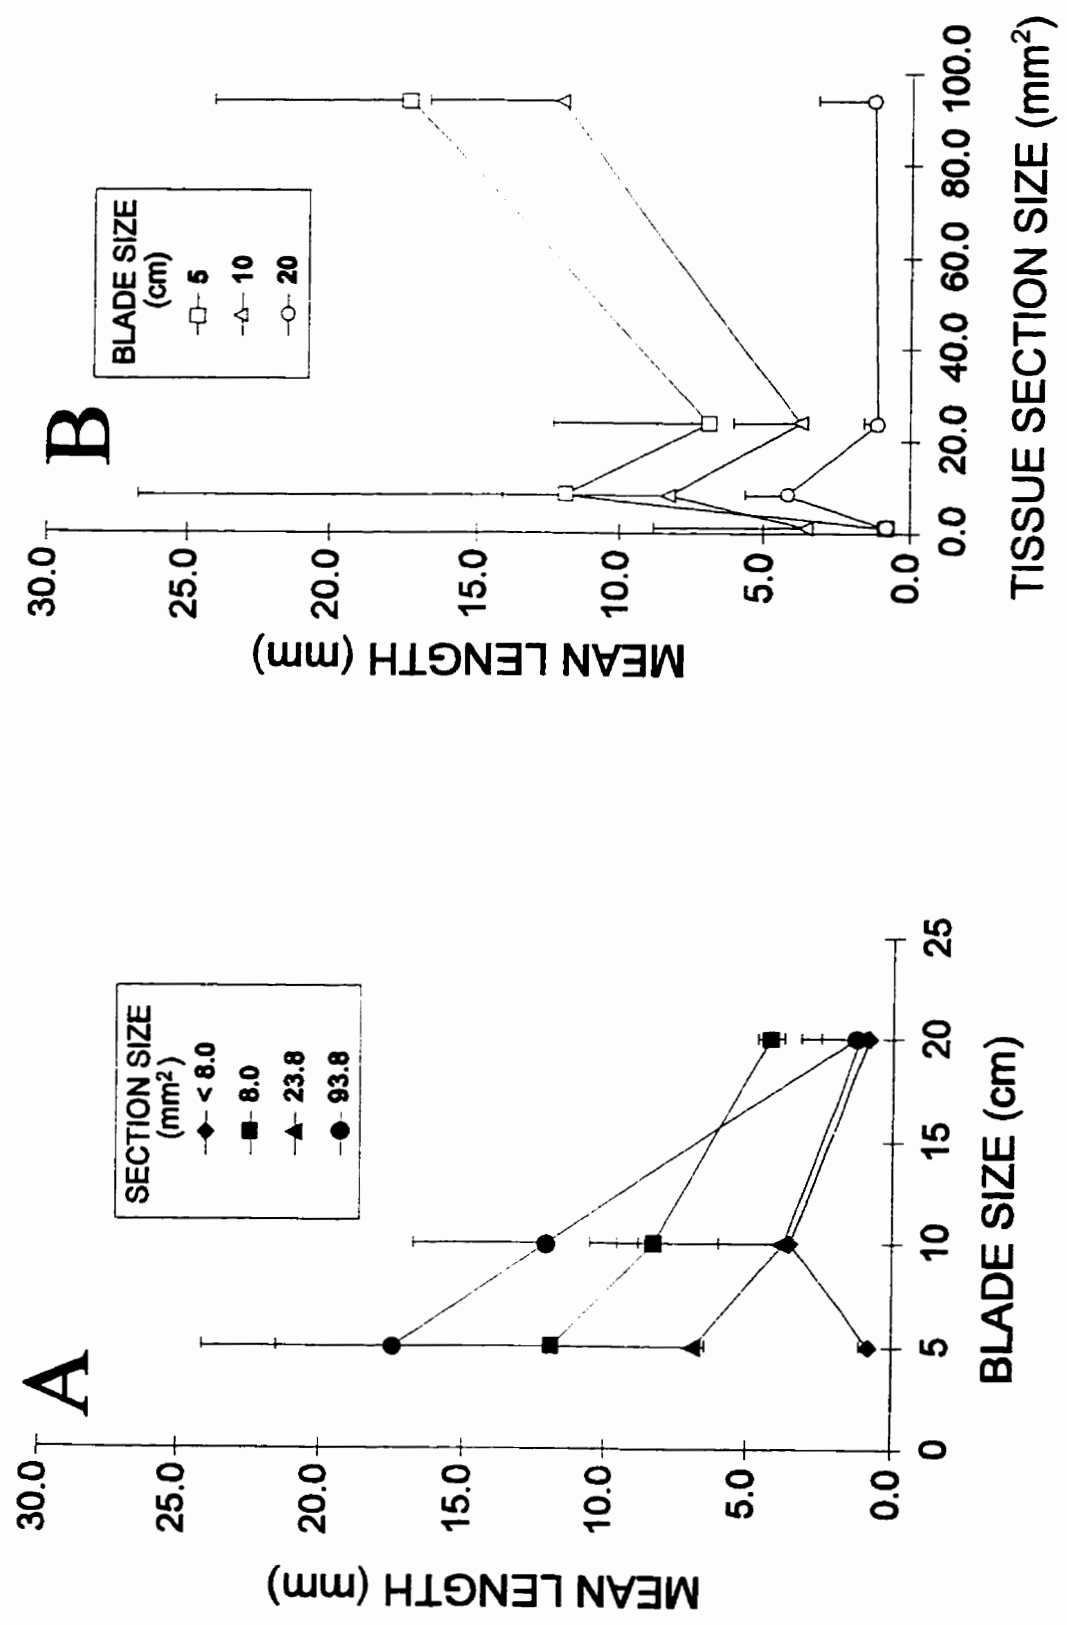 A
SECTION SIZE
(mm²)
< 8.0
8.0
23.8
93.8
30.0
25.0
20.0
15.0
10.0
5.0
0.0
MEAN LENGTH (mm)
0 5 10 15 20 25
BLADE SIZE (cm)
B
BLADE SIZE
(cm)
5
10
20
30.0
25.0
20.0
15.0
10.0
5.0
0.0
MEAN LENGTH (mm)
0.0 20.0 40.0 60.0 80.0 100.0
TISSUE SECTION SIZE (mm²)